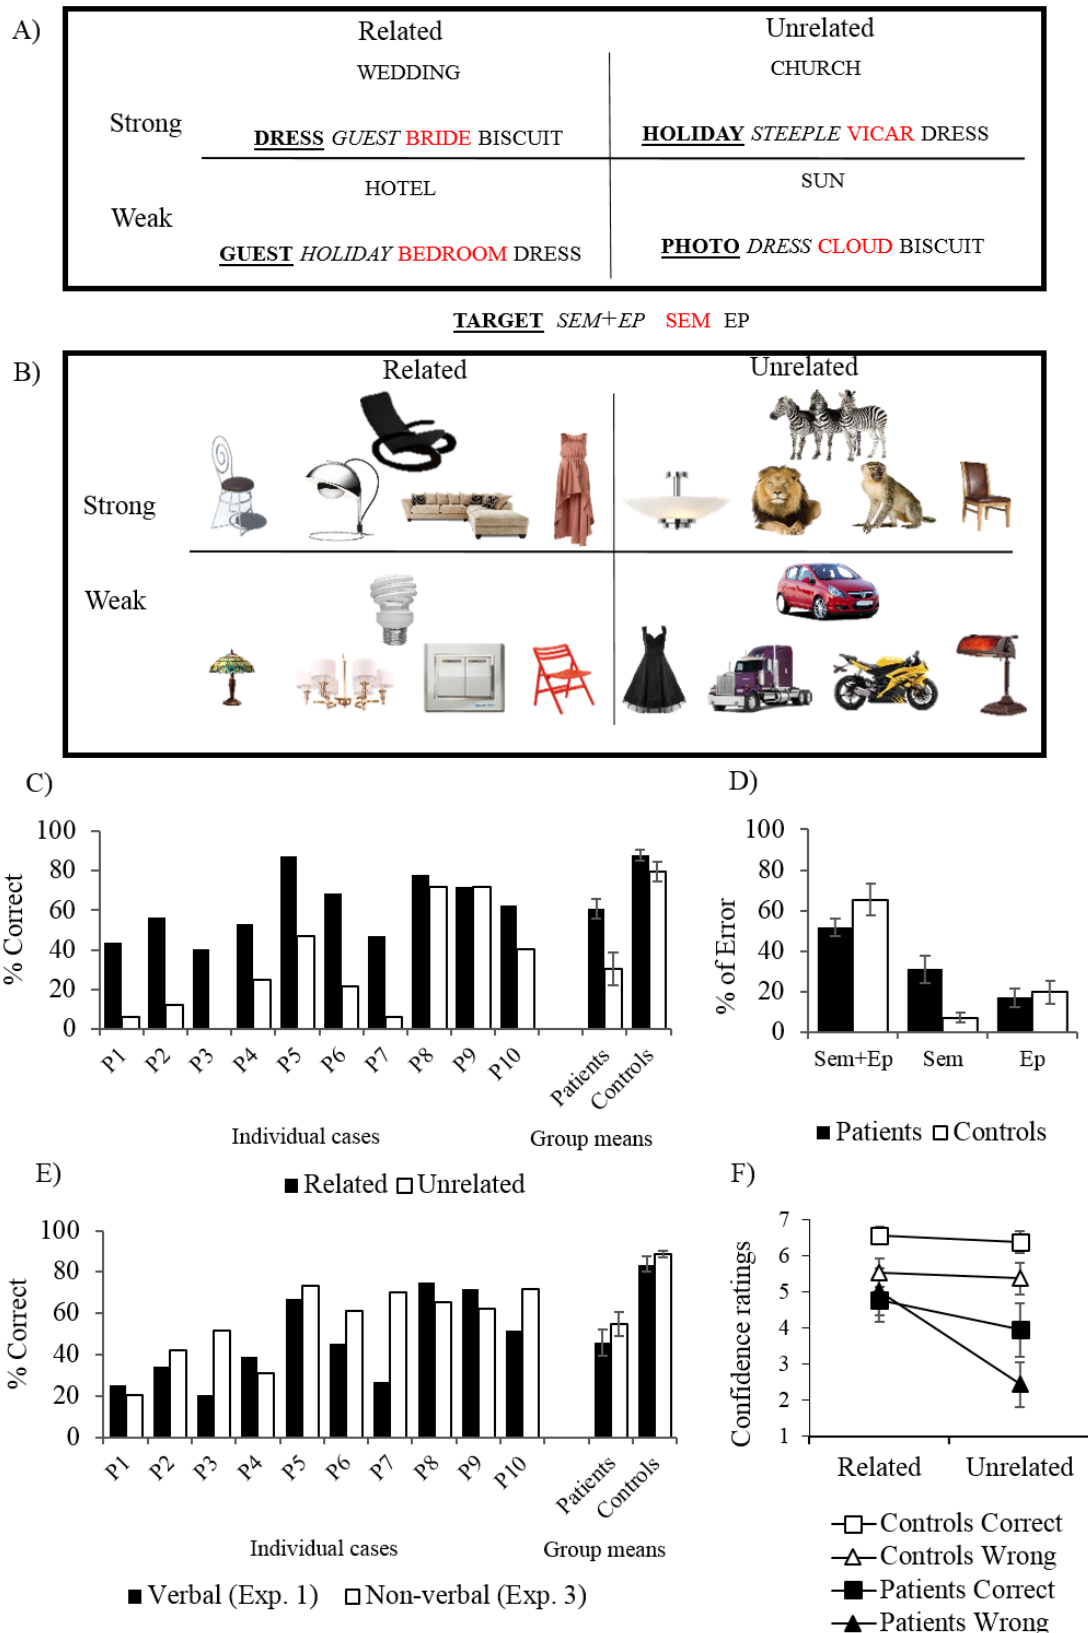 A)
Related Unrelated
WEDDING CHURCH
Strong
DRESS GUEST BRIDE BISCUIT HOLIDAY STEEPLE VICAR DRESS
HOTEL SUN
Weak
GUEST HOLIDAY BEDROOM DRESS PHOTO DRESS CLOUD BISCUIT
TARGET SEM+EP SEM EP
B)
Related Unrelated
Strong
Weak
C)
% Correct
100
80
60
40
20
0
P1 P2 P3 P4 P5 P6 P7 P8 P9 P10 Patients Controls
Individual cases Group means
Related Unrelated
D)
% of Error
100
80
60
40
20
0
Sem+Ep Sem Ep
Patients Controls
E)
% Correct
100
80
60
40
20
0
P1 P2 P3 P4 P5 P6 P7 P8 P9 P10 Patients Controls
Individual cases Group means
Verbal (Exp. 1) Non-verbal (Exp. 3)
F)
Confidence ratings
7
6
5
4
3
2
1
Related Unrelated
Controls Correct
Controls Wrong
Patients Correct
Patients Wrong